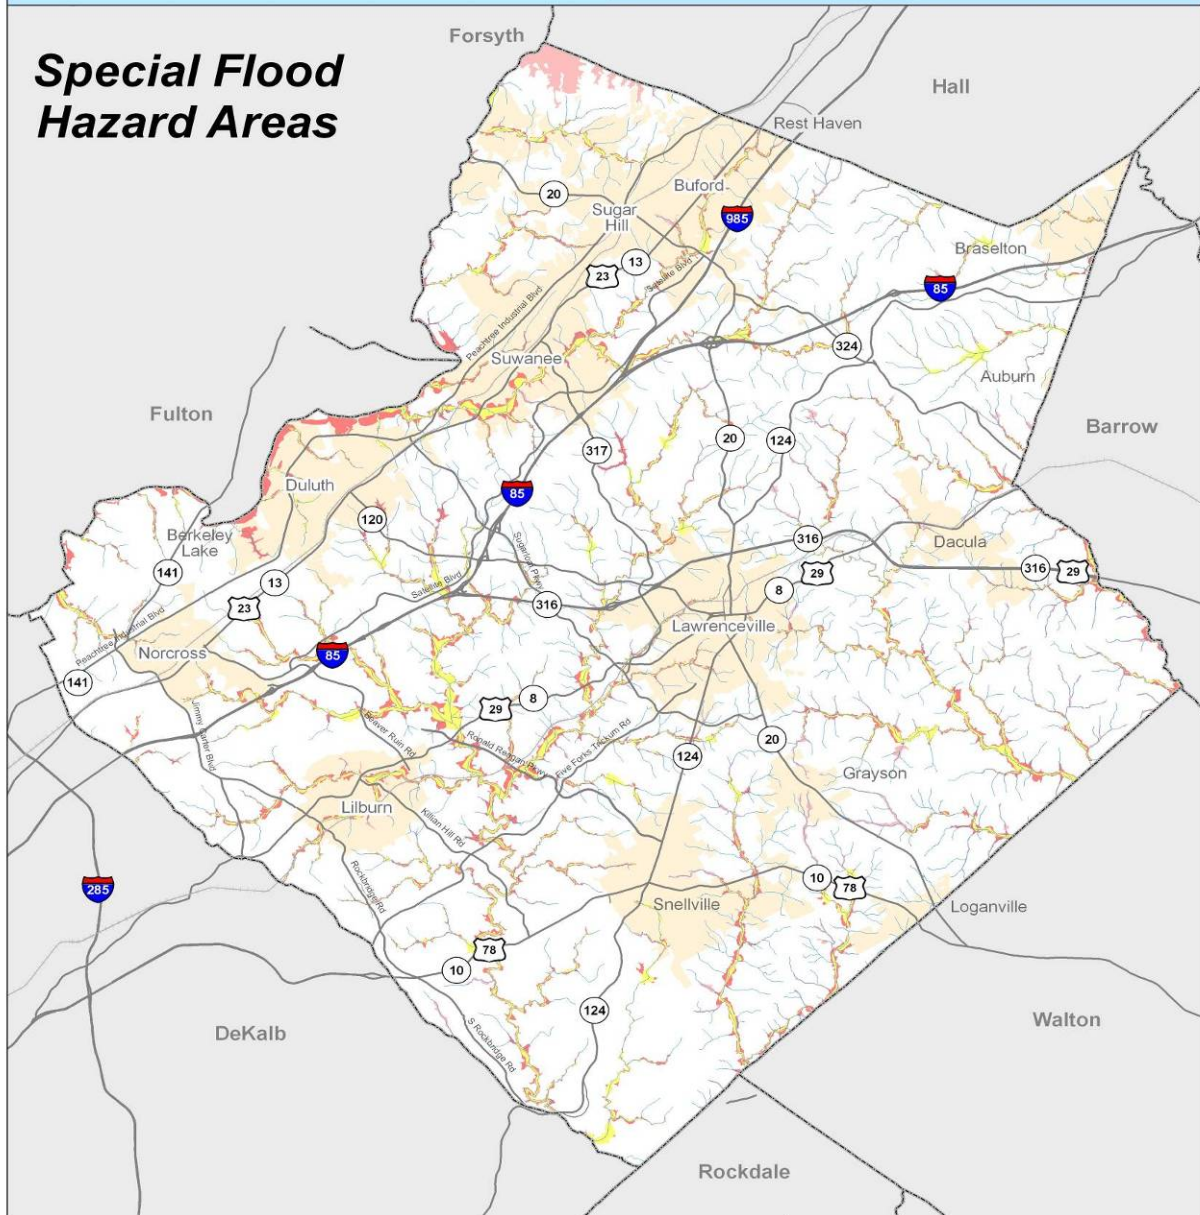 Special Flood
Hazard Areas
Forsyth
Hall
Rest Haven
Buford
20
Sugar
Hill
985
13
23
Satellite Blvd
Braselton
85
Peachtree Industrial Blvd
Suwanee
324
Auburn
Fulton
Barrow
20
124
317
Duluth
85
120
Berkeley
Lake
Sugarloaf Pkwy
316
Dacula
141
13
Satellite Blvd
316
29
29
8
23
316
Peachtree Industrial Blvd
Lawrenceville
Norcross
85
141
8
29
Jimmy Carter Blvd
Beaver Ruin Rd
Ronald Reagan Pkwy
Five Forks Trickum Rd
20
124
Grayson
Lilburn
Killian Hill Rd
285
Rockbridge Rd
10
78
Snellville
Loganville
78
10
124
DeKalb
S Rockbridge Rd
Walton
Rockdale